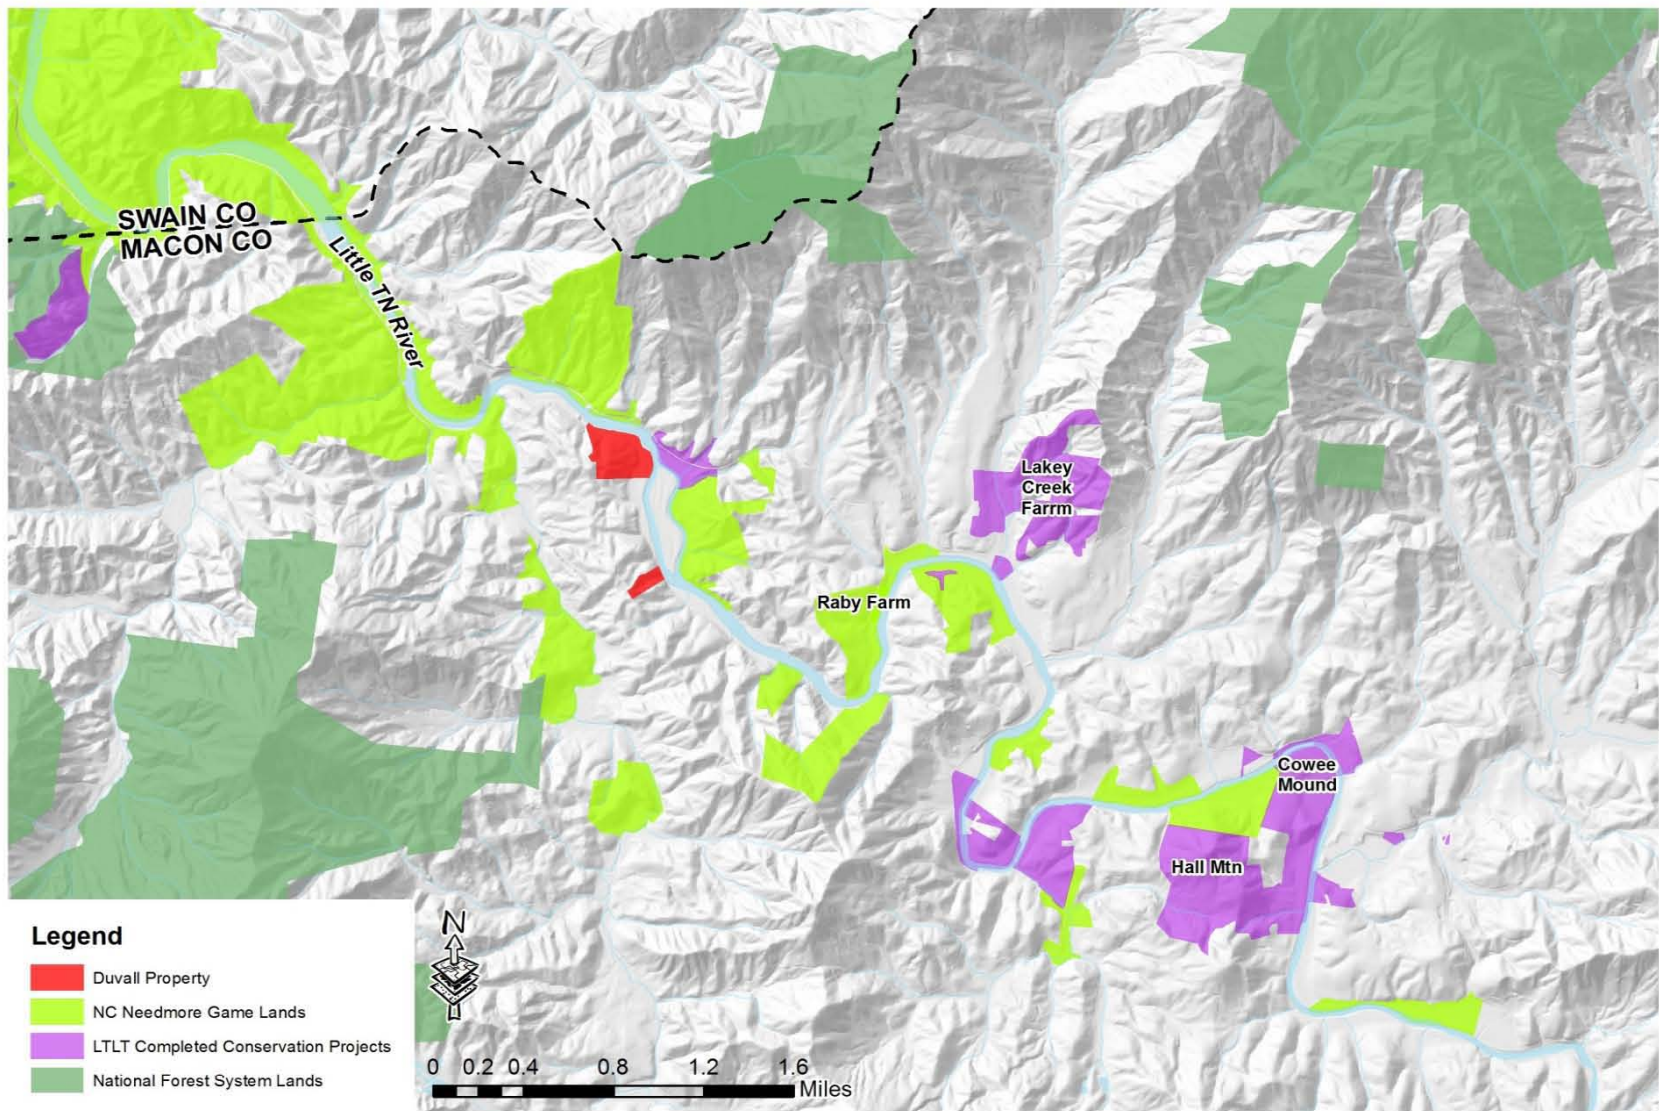 SWAIN CO
MACON CO
Little TN River
Lakey
Creek
Farrm
Raby Farm
Cowee
Mound
Hall Mtn
Legend
Duvall Property
NC Needmore Game Lands
LTLT Completed Conservation Projects
National Forest System Lands
N
0 0.2 0.4 0.8 1.2 1.6
Miles